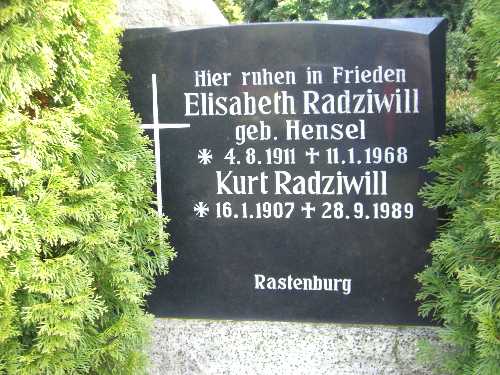 Hier ruhen in Frieden
Elisabeth Radziwill
geb. Hensel
* 4.8.1911 ✝ 11.1.1968
Kurt Radziwill
* 16.1.1907 ✝ 28.9.1989
Rastenburg